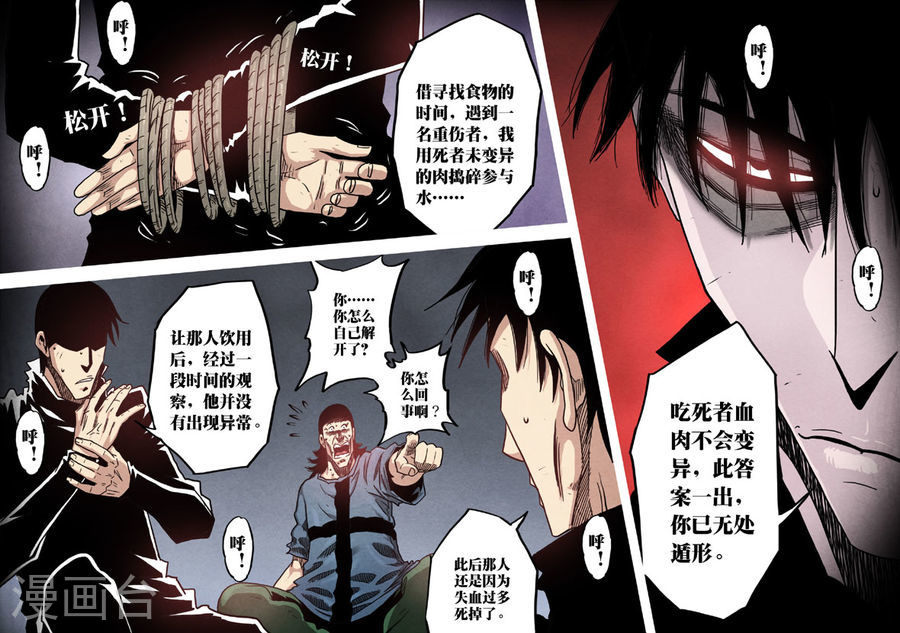 呼！
松开！
松开！
呼！
借寻找食物的
时间，遇到一
名重伤者，我
用死者未变异
的肉捣碎参与
水……
呼！
呼！
让那人饮用
后，经过一
段时间的观
察，他并没
有出现异常。
呼！
呼！
你……
你怎么
自己解
开了？
你怎
么回
事啊？
呼！
呼！
此后那人
还是因为
失血过多
死掉了。
呼！
呼！
吃死者血
肉不会变
异，此答
案一出，
你已无处
遁形。
漫画台